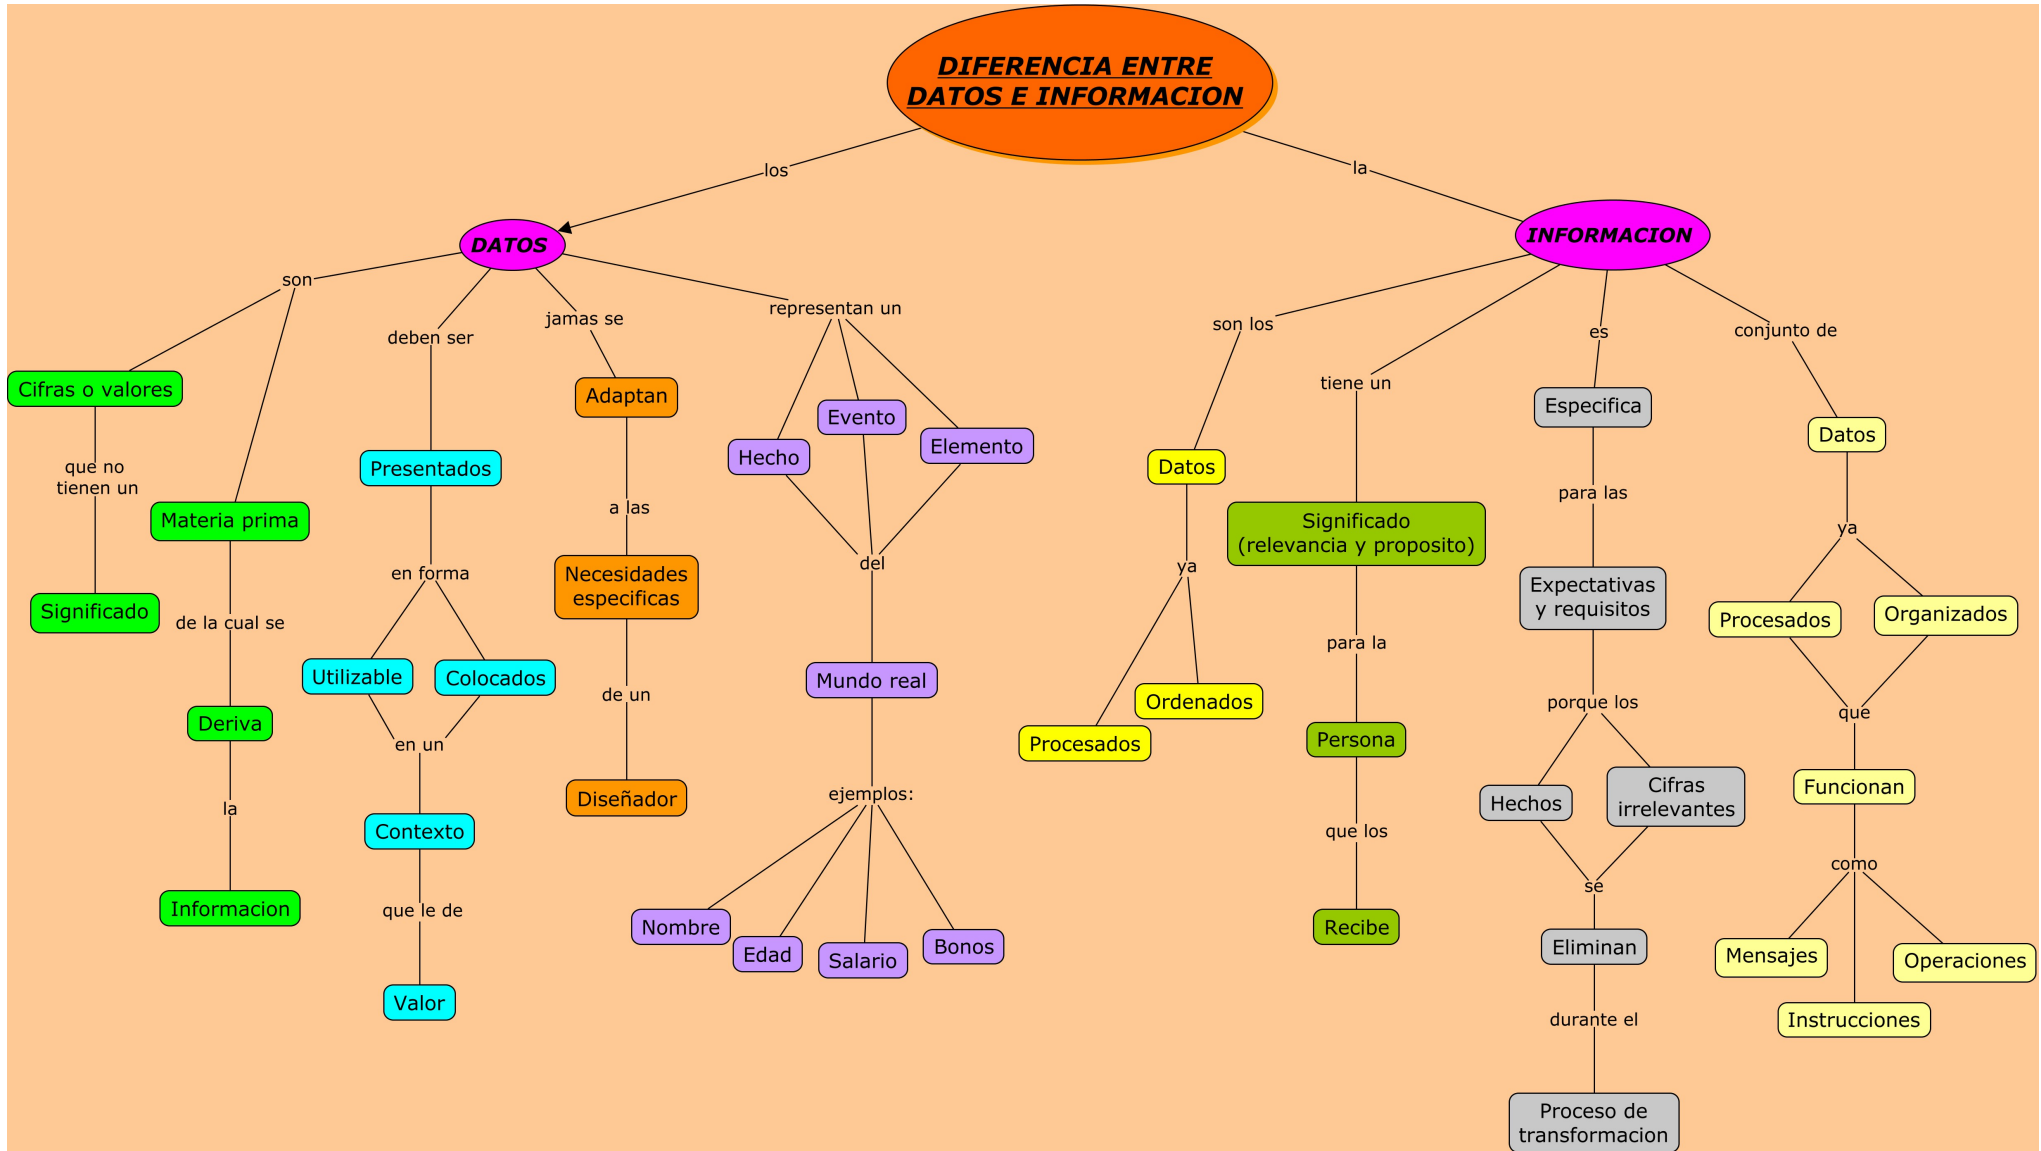 DIFERENCIA ENTRE
DATOS E INFORMACION
los
la
DATOS
INFORMACION
son
Cifras o valores
que no
tienen un
Significado
Materia prima
de la cual se
Deriva
la
Informacion
deben ser
Presentados
en forma
Utilizable
Colocados
en un
Contexto
que le de
Valor
jamas se
Adaptan
a las
Necesidades
especificas
de un
Diseñador
representan un
Hecho
Evento
Elemento
del
Mundo real
ejemplos:
Nombre
Edad
Salario
Bonos
son los
Datos
ya
Procesados
Ordenados
tiene un
Significado
(relevancia y proposito)
para la
Persona
que los
Recibe
es
Especifica
para las
Expectativas
y requisitos
porque los
Hechos
Cifras
irrelevantes
se
Eliminan
durante el
Proceso de
transformacion
conjunto de
Datos
ya
Procesados
Organizados
que
Funcionan
como
Mensajes
Instrucciones
Operaciones